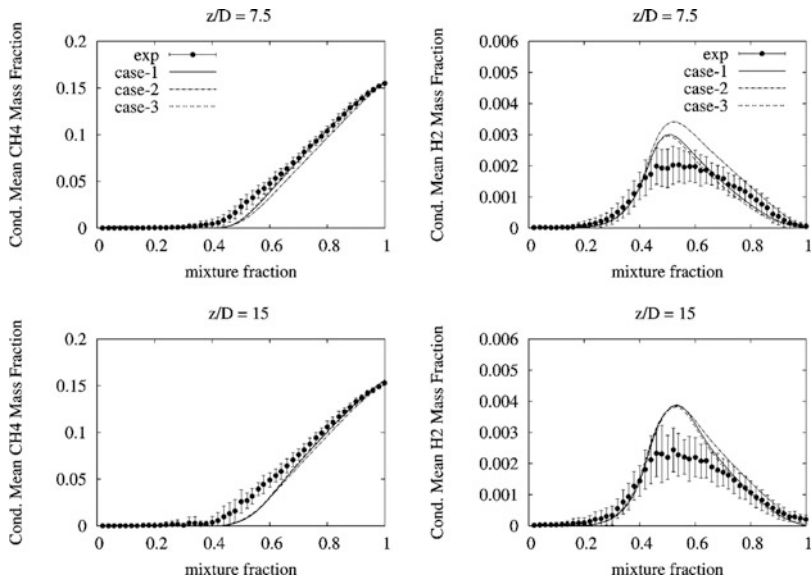 z/D = 7.5
Cond. Mean CH4 Mass Fraction
0.2
0.15
0.1
0.05
0
exp
case-1
case-2
case-3
0 0.2 0.4 0.6 0.8 1
mixture fraction
z/D = 7.5
Cond. Mean H2 Mass Fraction
0.006
0.005
0.004
0.003
0.002
0.001
0
exp
case-1
case-2
case-3
0 0.2 0.4 0.6 0.8 1
mixture fraction
z/D = 15
Cond. Mean CH4 Mass Fraction
0.2
0.15
0.1
0.05
0
0 0.2 0.4 0.6 0.8 1
mixture fraction
z/D = 15
Cond. Mean H2 Mass Fraction
0.006
0.005
0.004
0.003
0.002
0.001
0
0 0.2 0.4 0.6 0.8 1
mixture fraction